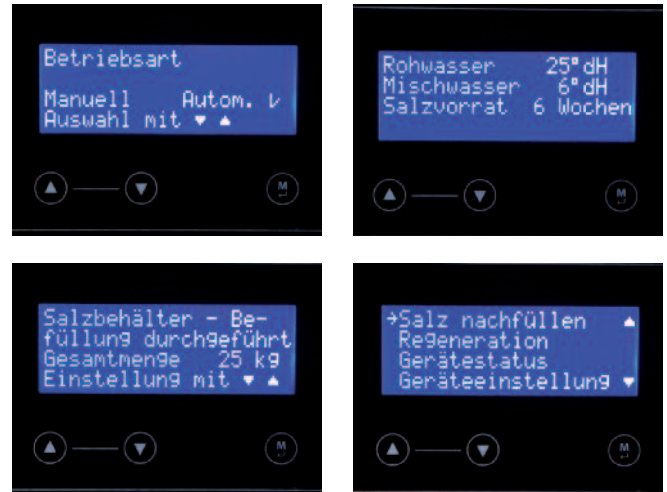 Betriebsart
Manuell Autom. ✓
Auswahl mit ▼ ▲
M
Rohwasser 25°dH
Mischwasser 6°dH
Salzvorrat 6 Wochen
M
Salzbehälter - Be-
füllung durchgeführt
Gesamtmenge 25 kg
Einstellung mit ▼ ▲
M
→Salz nachfüllen ▲
Regeneration
Gerätestatus
Geräteeinstellung ▼
M